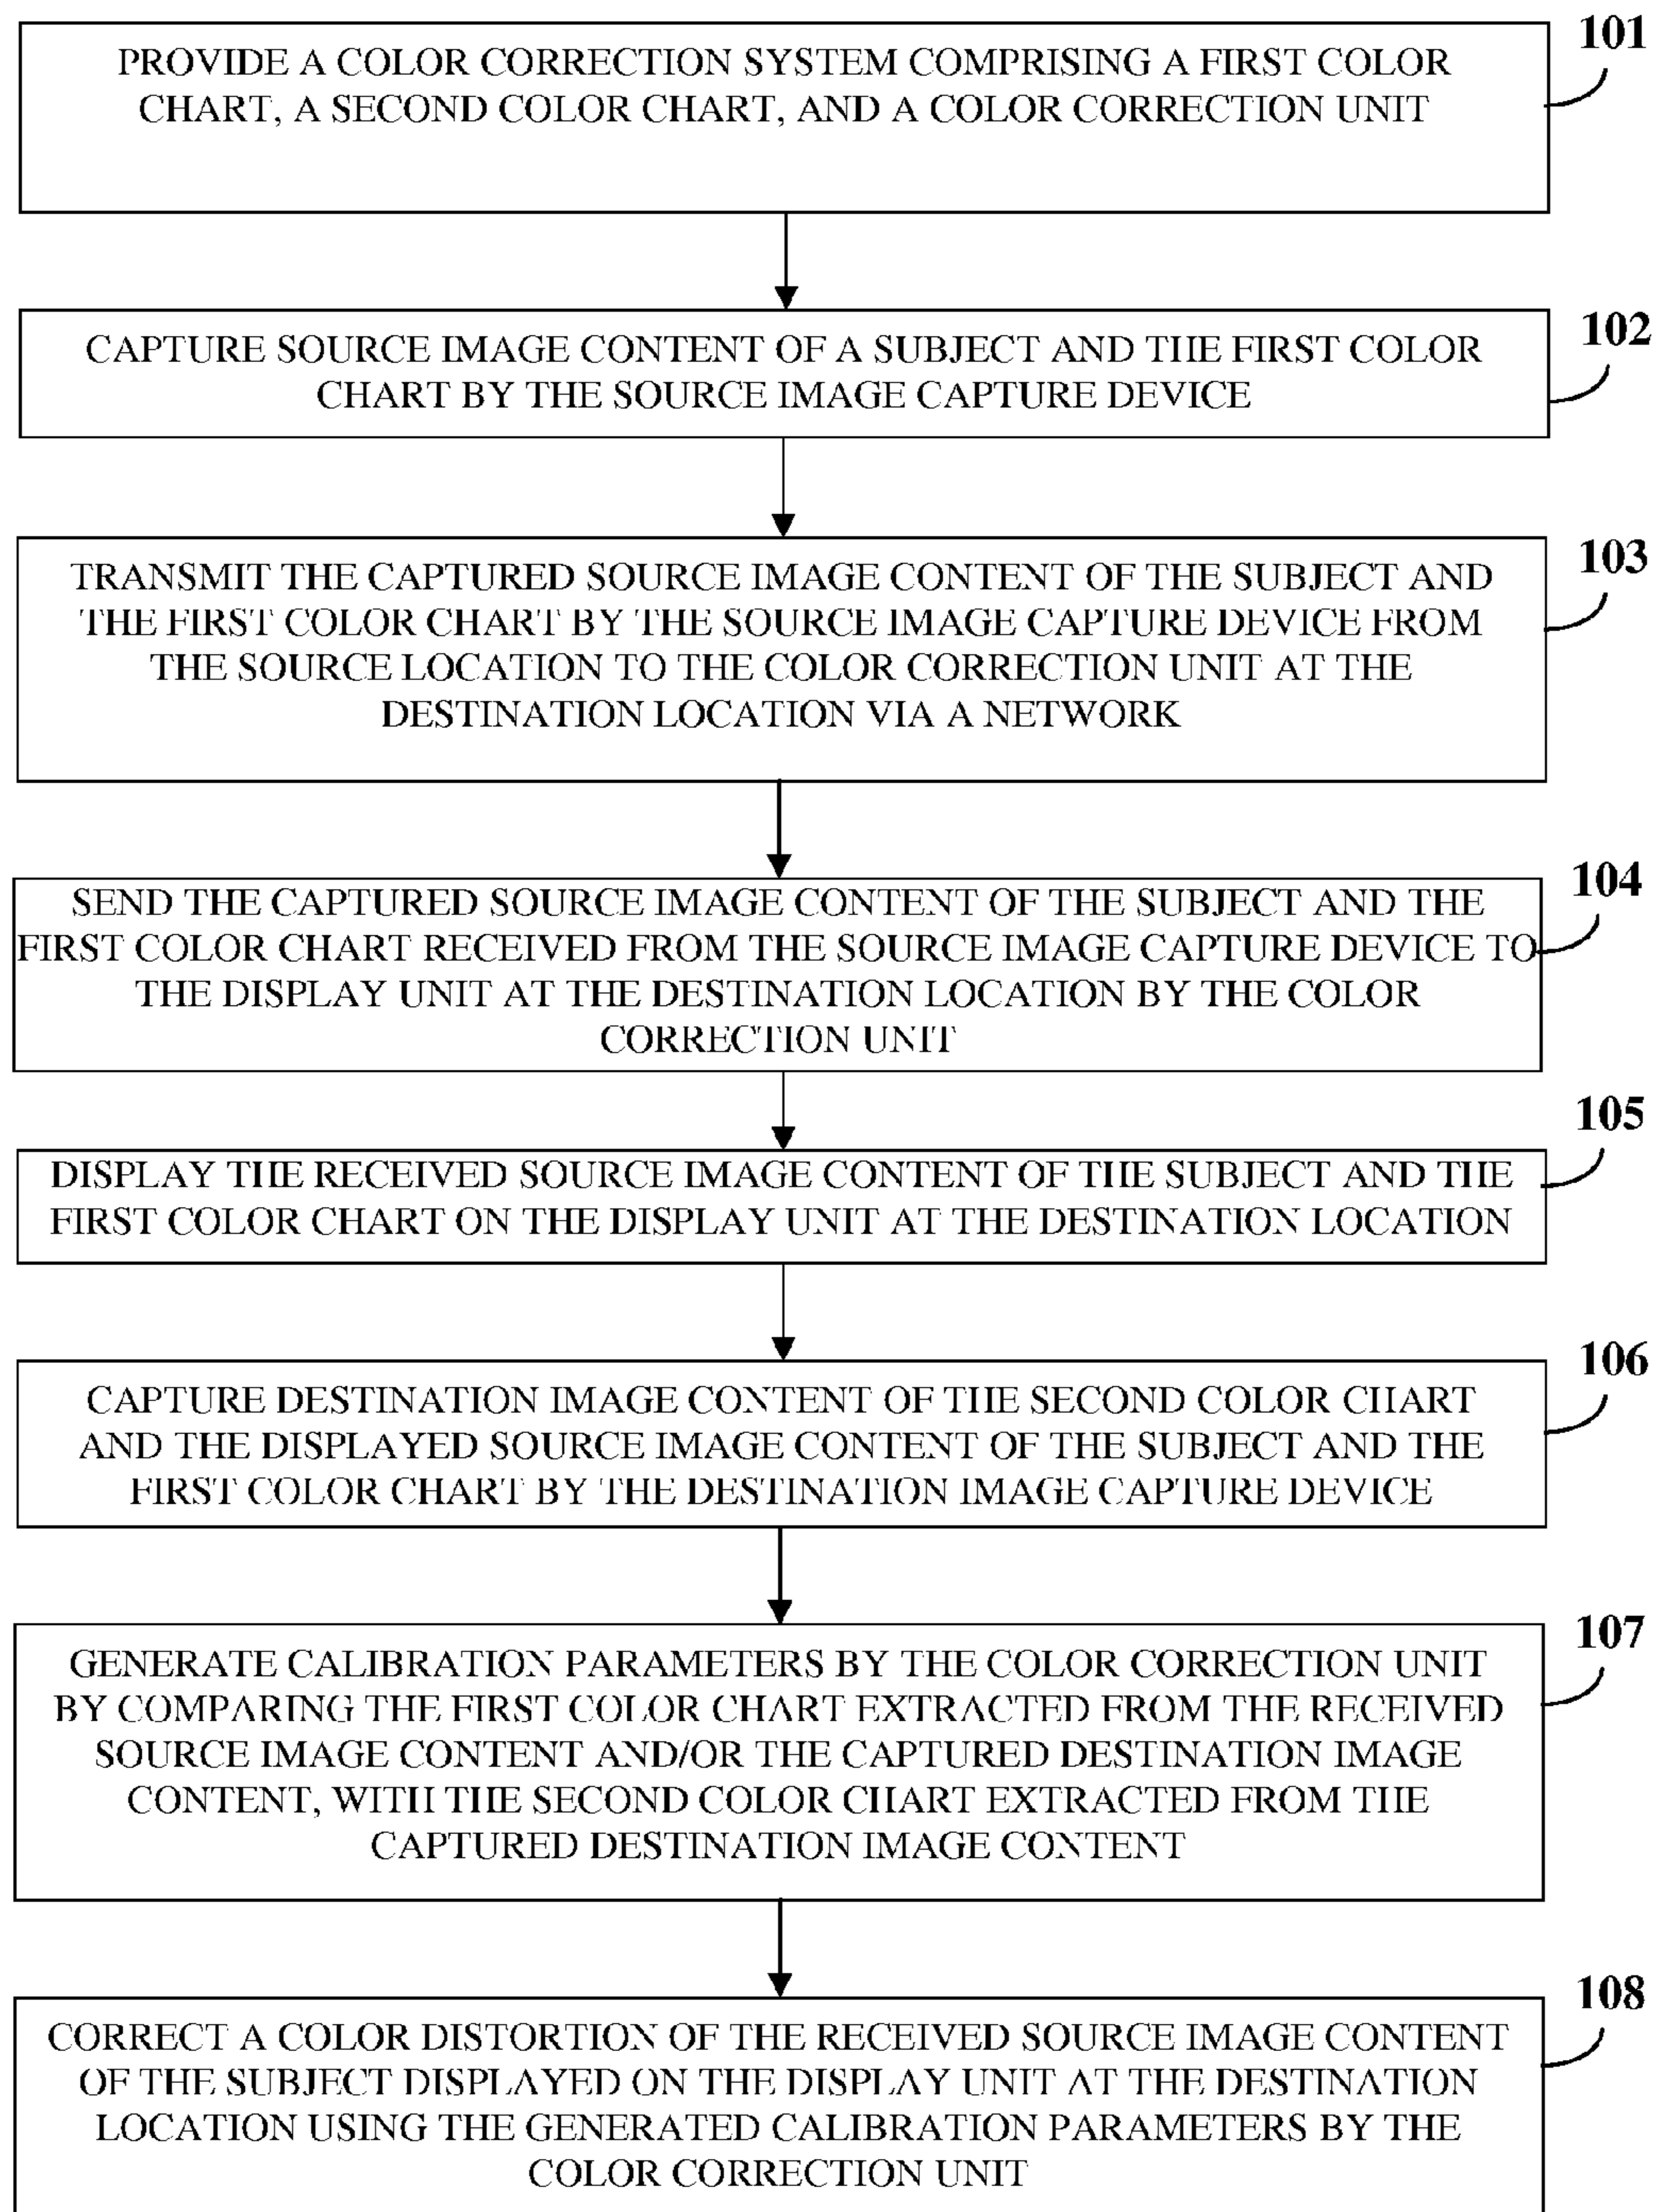 101
PROVIDE A COLOR CORRECTION SYSTEM COMPRISING A FIRST COLOR
CHART, A SECOND COLOR CHART, AND A COLOR CORRECTION UNIT
102
CAPTURE SOURCE IMAGE CONTENT OF A SUBJECT AND THE FIRST COLOR
CHART BY THE SOURCE IMAGE CAPTURE DEVICE
103
TRANSMIT THE CAPTURED SOURCE IMAGE CONTENT OF THE SUBJECT AND
THE FIRST COLOR CHART BY THE SOURCE IMAGE CAPTURE DEVICE FROM
THE SOURCE LOCATION TO THE COLOR CORRECTION UNIT AT THE
DESTINATION LOCATION VIA A NETWORK
104
SEND THE CAPTURED SOURCE IMAGE CONTENT OF THE SUBJECT AND THE
FIRST COLOR CHART RECEIVED FROM THE SOURCE IMAGE CAPTURE DEVICE TO
THE DISPLAY UNIT AT THE DESTINATION LOCATION BY THE COLOR
CORRECTION UNIT
105
DISPLAY THE RECEIVED SOURCE IMAGE CONTENT OF THE SUBJECT AND THE
FIRST COLOR CHART ON THE DISPLAY UNIT AT THE DESTINATION LOCATION
106
CAPTURE DESTINATION IMAGE CONTENT OF THE SECOND COLOR CHART
AND THE DISPLAYED SOURCE IMAGE CONTENT OF THE SUBJECT AND THE
FIRST COLOR CHART BY THE DESTINATION IMAGE CAPTURE DEVICE
107
GENERATE CALIBRATION PARAMETERS BY THE COLOR CORRECTION UNIT
BY COMPARING THE FIRST COLOR CHART EXTRACTED FROM THE RECEIVED
SOURCE IMAGE CONTENT AND/OR THE CAPTURED DESTINATION IMAGE
CONTENT, WITH THE SECOND COLOR CHART EXTRACTED FROM THE
CAPTURED DESTINATION IMAGE CONTENT
108
CORRECT A COLOR DISTORTION OF THE RECEIVED SOURCE IMAGE CONTENT
OF THE SUBJECT DISPLAYED ON THE DISPLAY UNIT AT THE DESTINATION
LOCATION USING THE GENERATED CALIBRATION PARAMETERS BY THE
COLOR CORRECTION UNIT